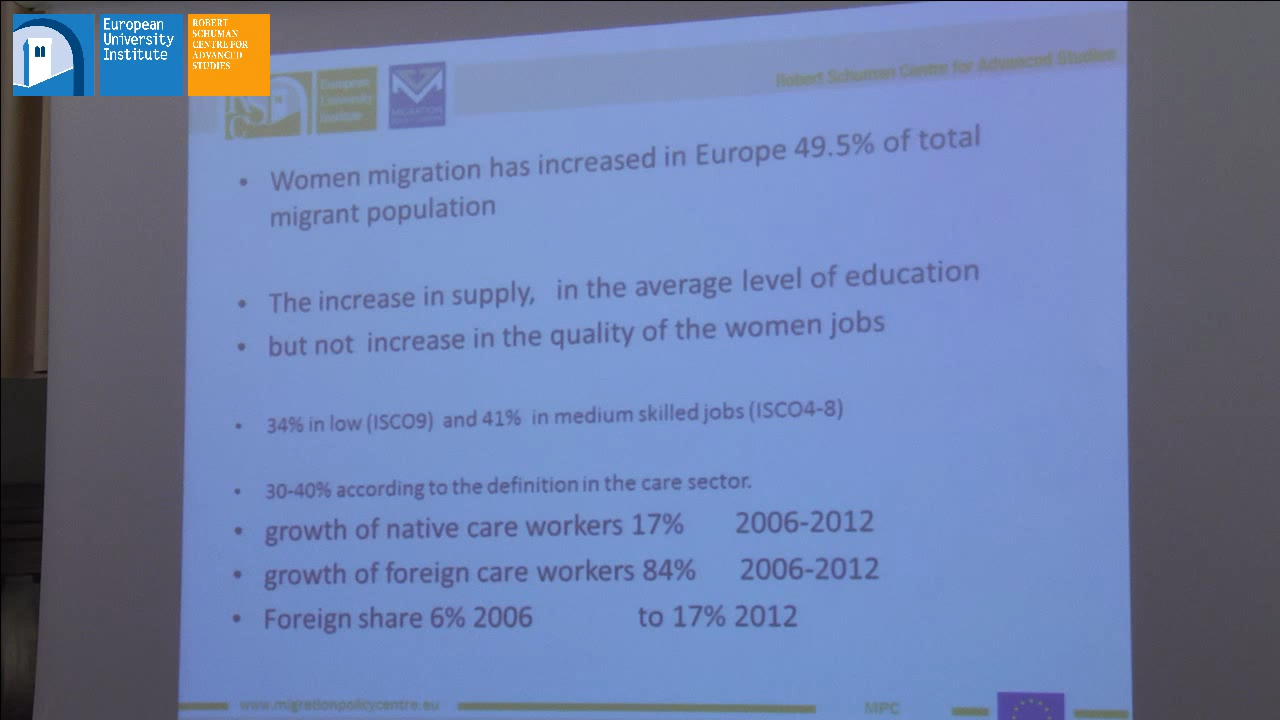 European
University
Institute
ROBERT
SCHUMAN
CENTRE FOR
ADVANCED
STUDIES
Robert Schuman Centre for Advanced Studies
European
University
Institute
MIGRATION
• Women migration has increased in Europe 49.5% of total
migrant population
• The increase in supply, in the average level of education
• but not increase in the quality of the women jobs
• 34% in low (ISCO9) and 41% in medium skilled jobs (ISCO4-8)
• 30-40% according to the definition in the care sector.
• growth of native care workers 17% 2006-2012
• growth of foreign care workers 84% 2006-2012
• Foreign share 6% 2006 to 17% 2012
www.migrationpolicycentre.eu
MPC